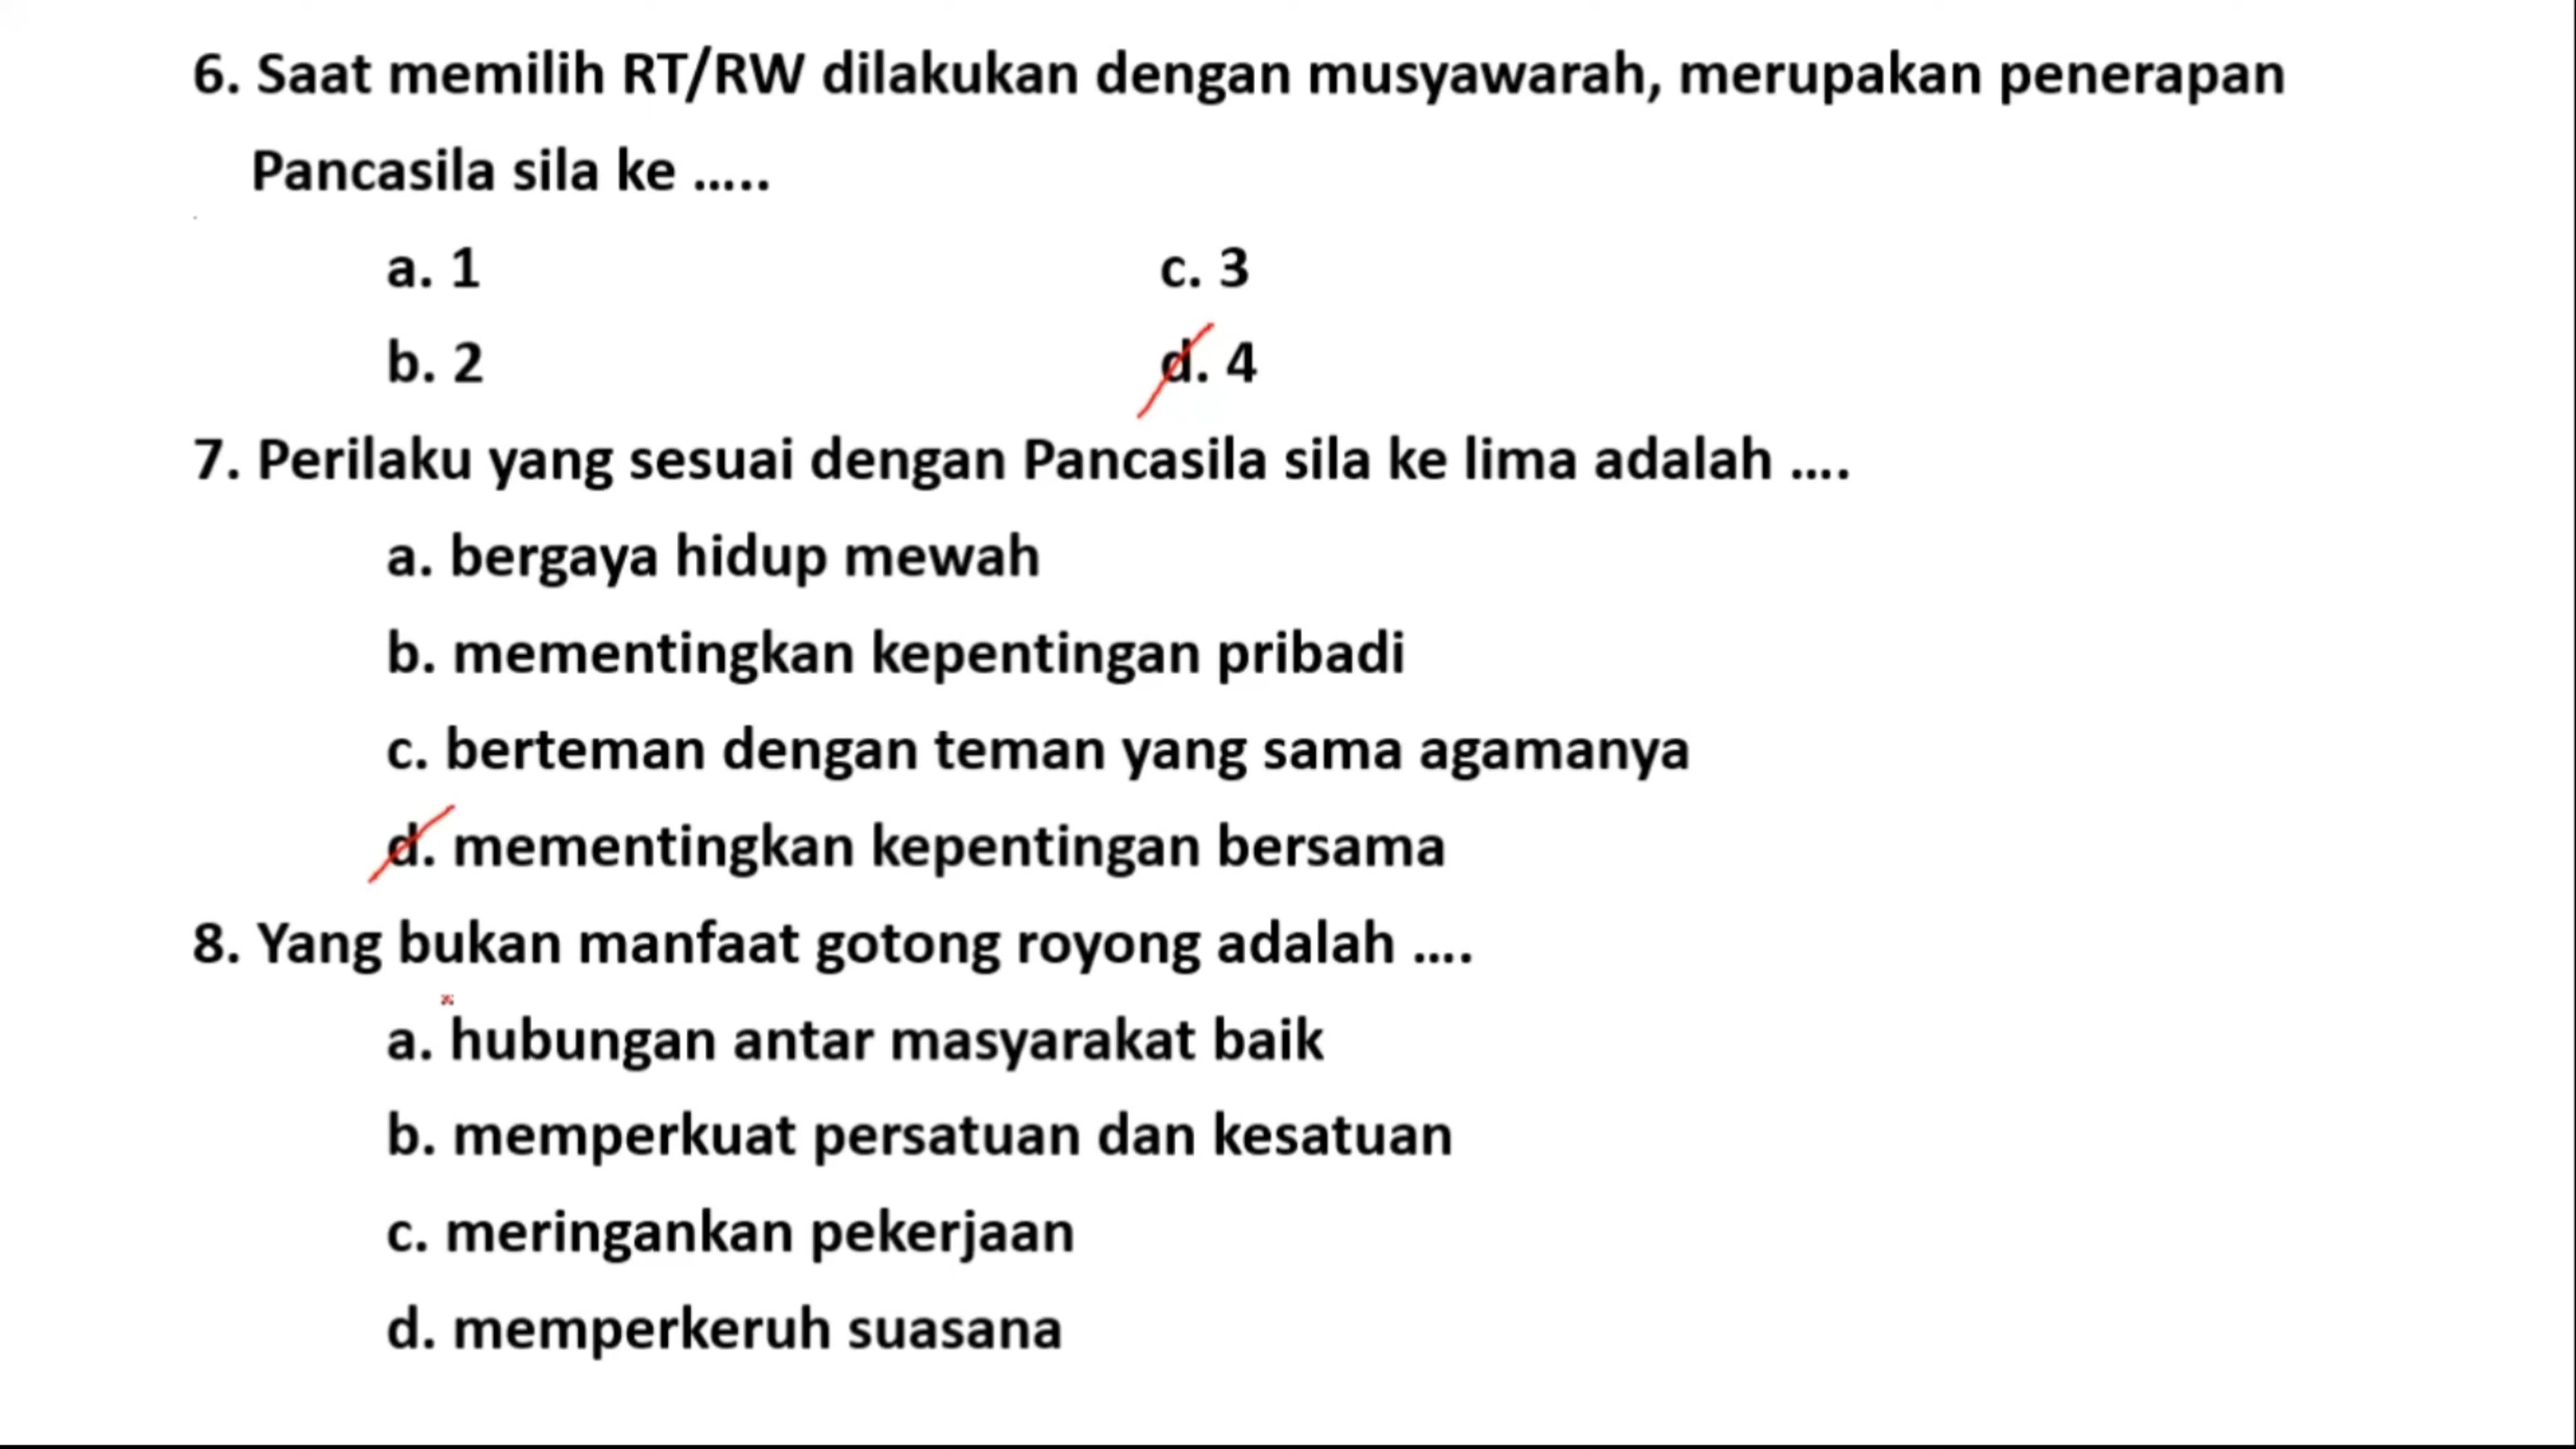 6. Saat memilih RT/RW dilakukan dengan musyawarah, merupakan penerapan
Pancasila sila ke .....
a. 1
c. 3
b. 2
d. 4
7. Perilaku yang sesuai dengan Pancasila sila ke lima adalah ....
a. bergaya hidup mewah
b. mementingkan kepentingan pribadi
c. berteman dengan teman yang sama agamanya
d. mementingkan kepentingan bersama
8. Yang bukan manfaat gotong royong adalah ....
a. hubungan antar masyarakat baik
b. memperkuat persatuan dan kesatuan
c. meringankan pekerjaan
d. memperkeruh suasana